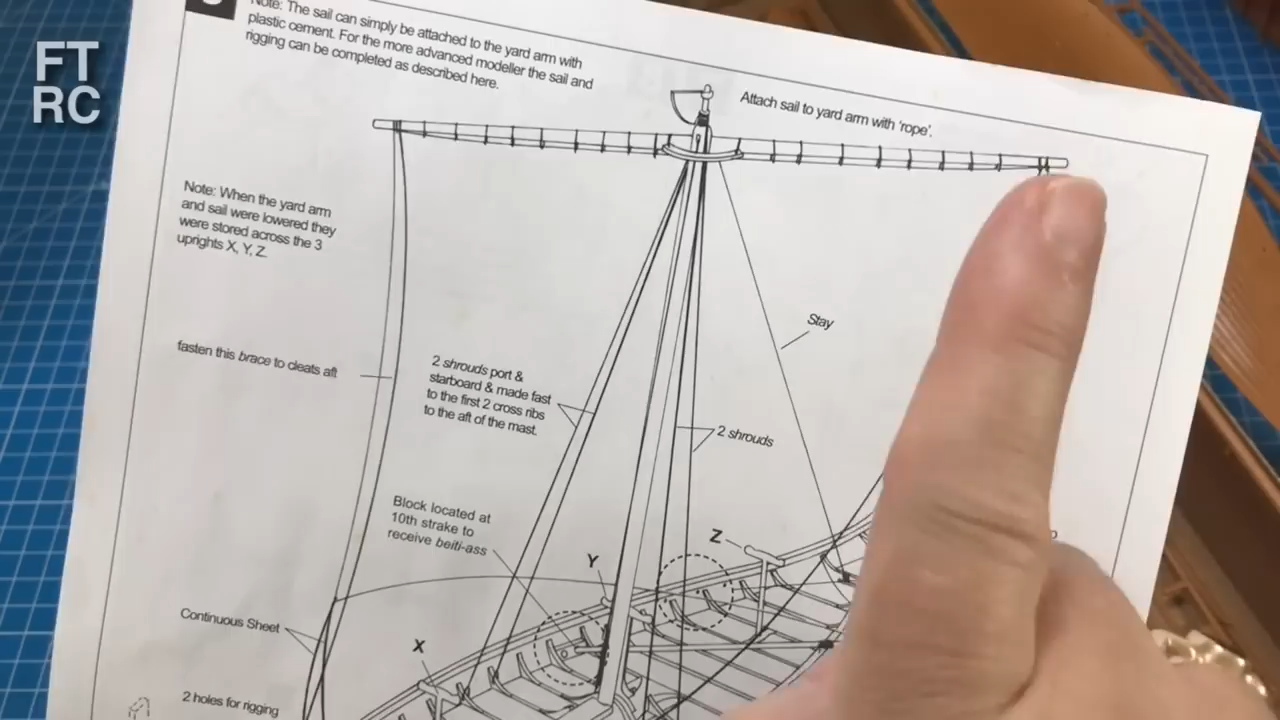 FT
RC
Note: The sail can simply be attached to the yard arm with
plastic cement. For the more advanced modeller the sail and
rigging can be completed as described here.
Attach sail to yard arm with 'rope'.
Note: When the yard arm
and sail were lowered they
were stored across the 3
uprights X, Y, Z.
Stay
fasten this brace to cleats aft
2 shrouds port &
starboard & made fast
to the first 2 cross ribs
to the aft of the mast.
2 shrouds
Block located at
10th strake to
receive beiti-ass
Z
Y
Continuous Sheet
X
2 holes for rigging